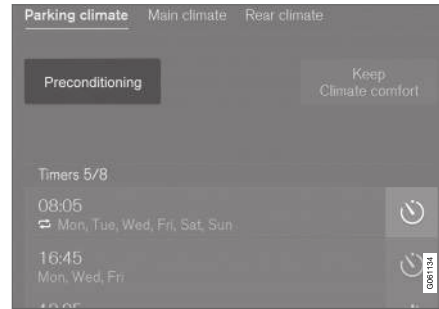 Parking climate Main climate Rear climate
Preconditioning
Keep
Climate comfort
Timers 5/8
08:05
Mon, Tue, Wed, Fri, Sat, Sun
16:45
Mon, Wed, Fri
G061134